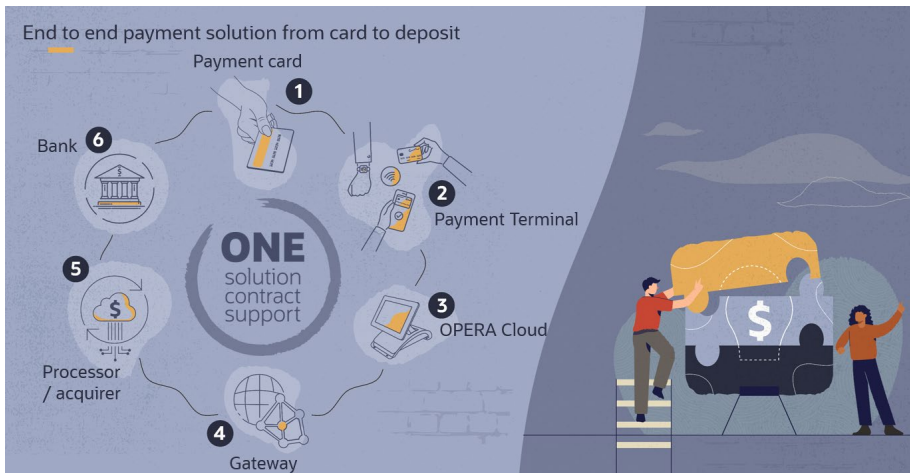 End to end payment solution from card to deposit
Payment card
1
2
Payment Terminal
3
OPERA Cloud
4
Gateway
5
Processor
/ acquirer
$
6
Bank
$
ONE
solution
contract
support
$